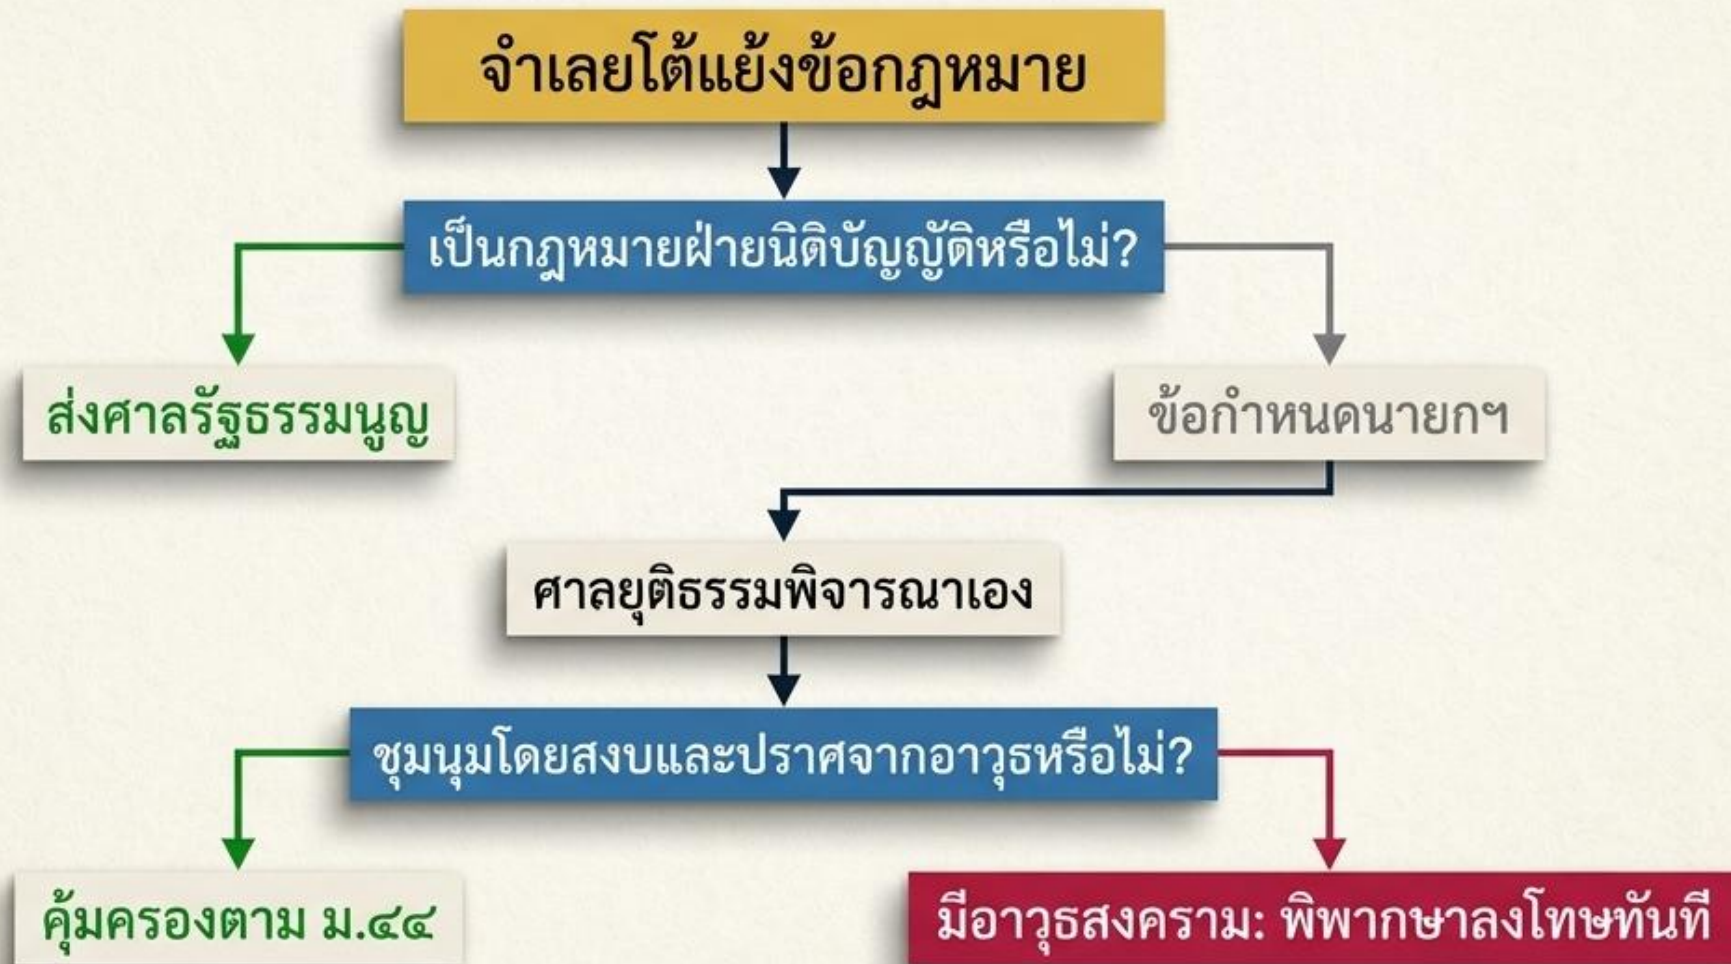 จำเลยโต้แย้งข้อกฎหมาย
เป็นกฎหมายฝ่ายนิติบัญญัติหรือไม่?
ส่งศาลรัฐธรรมนูญ
ข้อกำหนดนายกฯ
ศาลยุติธรรมพิจารณาเอง
ชุมนุมโดยสงบและปราศจากอาวุธหรือไม่?
คุ้มครองตาม ม.๔๔
มีอาวุธสงคราม: พิพากษาลงโทษทันที